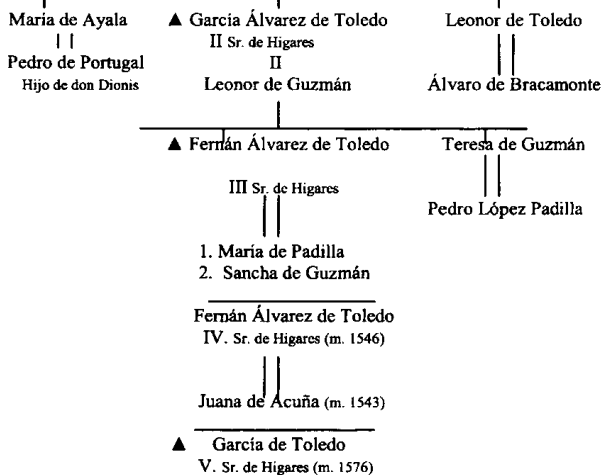 María de Ayala
Pedro de Portugal
Hijo de don Dionis
▲ García Álvarez de Toledo
II Sr. de Higares
Leonor de Guzmán
Leonor de Toledo
Álvaro de Bracamonte
▲ Fernán Álvarez de Toledo
III Sr. de Higares
1. María de Padilla
2. Sancha de Guzmán
Teresa de Guzmán
Pedro López Padilla
Fernán Álvarez de Toledo
IV. Sr. de Higares (m. 1546)
Juana de Acuña (m. 1543)
▲ García de Toledo
V. Sr. de Higares (m. 1576)